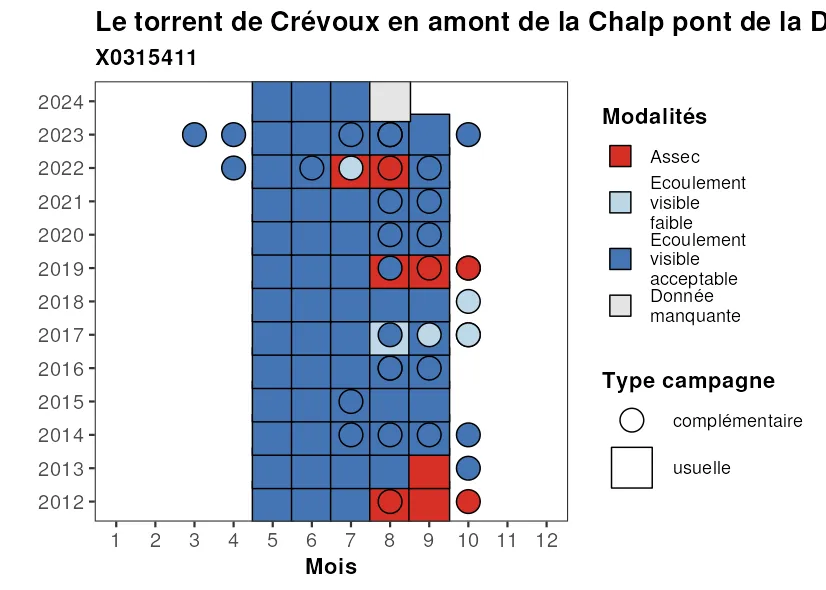 Le torrent de Crévoux en amont de la Chalp pont de la D
X0315411
2024
2023
2022
2021
2020
2019
2018
2017
2016
2015
2014
2013
2012
1 2 3 4 5 6 7 8 9 10 11 12
Mois
Modalités
Assec
Ecoulement
visible
faible
Ecoulement
visible
acceptable
Donnée
manquante
Type campagne
complémentaire
usuelle